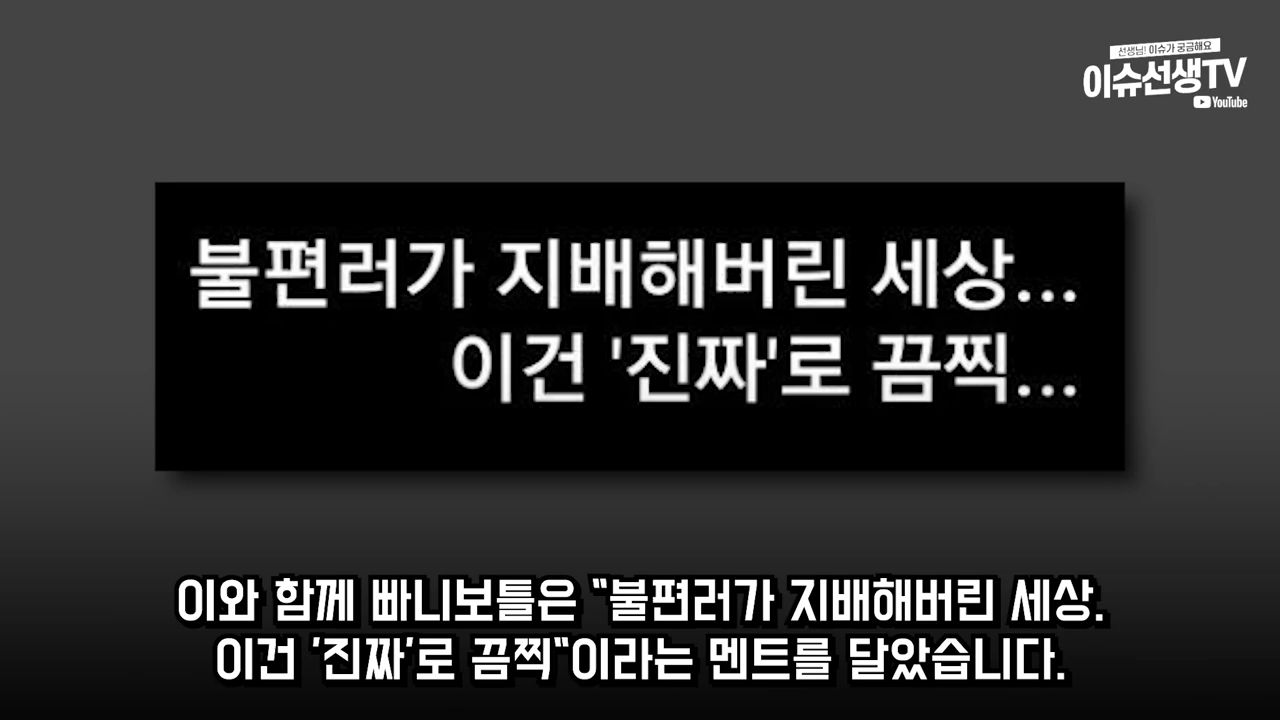 선생님! 이슈가 궁금해요
이슈선생TV
YouTube
불편러가 지배해버린 세상...
이건 '진짜'로 끔찍...
이와 함께 빠니보틀은 "불편러가 지배해버린 세상.
이건 '진짜'로 끔찍"이라는 멘트를 달았습니다.